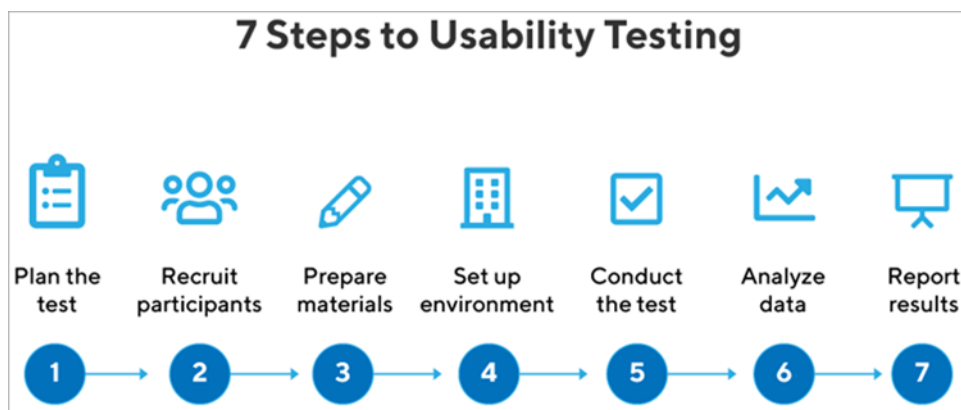 7 Steps to Usability Testing
Plan the
test
Recruit
participants
Prepare
materials
Set up
environment
Conduct
the test
Analyze
data
Report
results
1
2
3
4
5
6
7